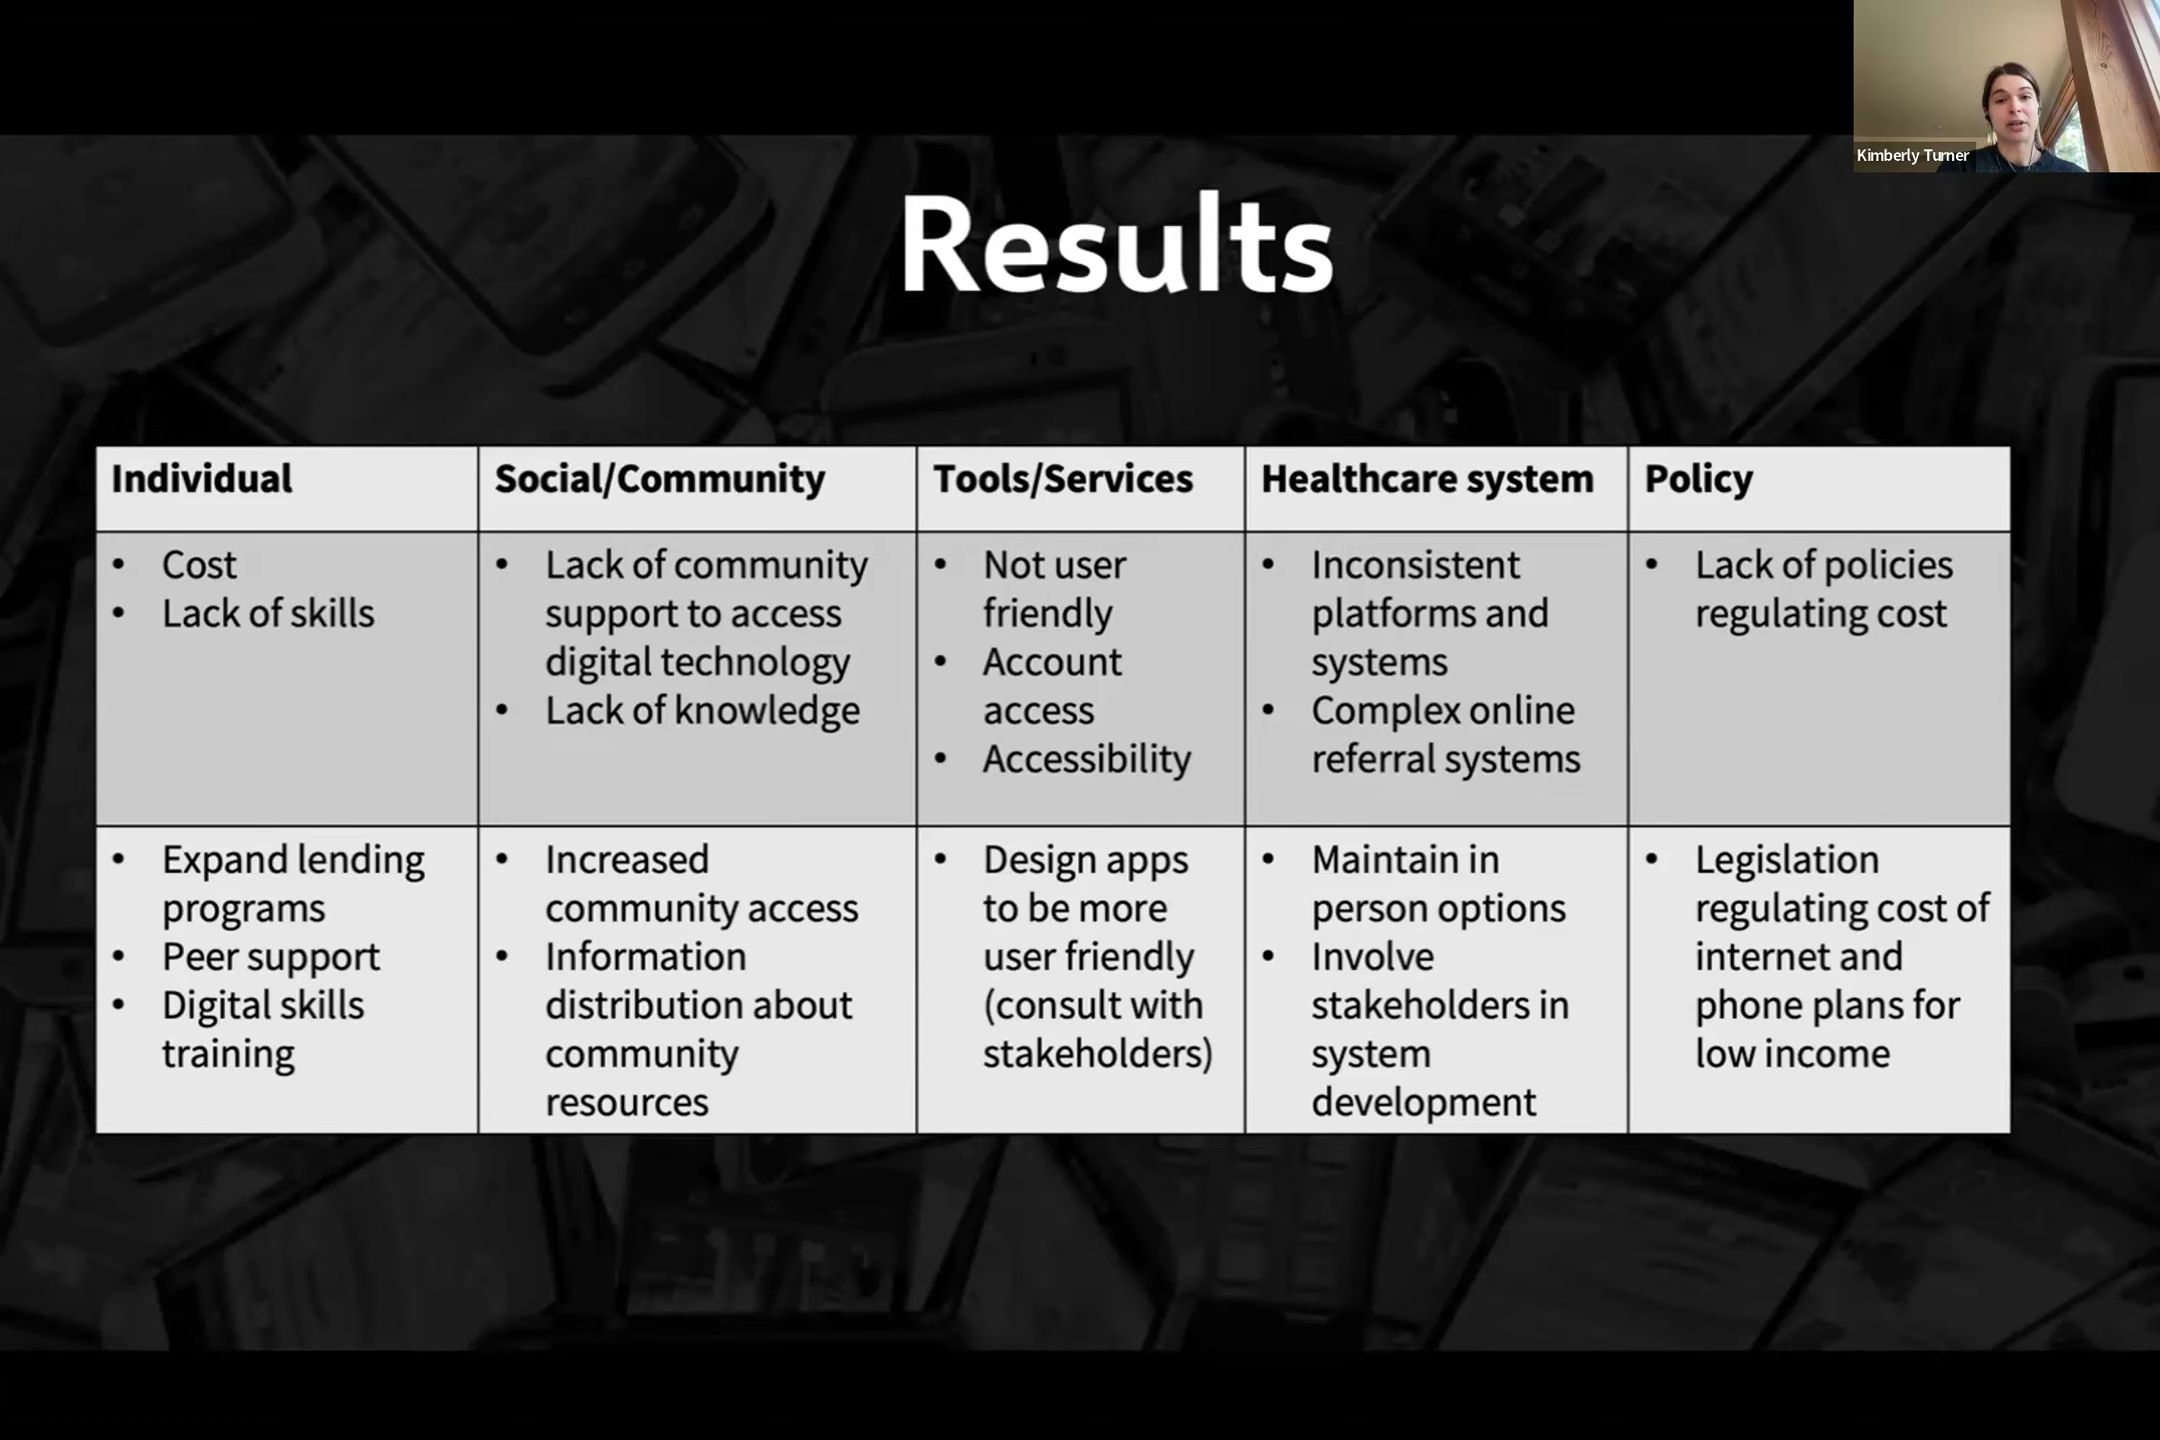 Kimberly Turner
Results
Individual
Social/Community
Tools/Services
Healthcare system
Policy
• Cost
• Lack of skills
• Lack of community
support to access
digital technology
• Lack of knowledge
• Not user
friendly
• Account
access
• Accessibility
• Inconsistent
platforms and
systems
• Complex online
referral systems
• Lack of policies
regulating cost
• Expand lending
programs
• Peer support
• Digital skills
training
• Increased
community access
• Information
distribution about
community
resources
• Design apps
to be more
user friendly
(consult with
stakeholders)
• Maintain in
person options
• Involve
stakeholders in
system
development
• Legislation
regulating cost of
internet and
phone plans for
low income